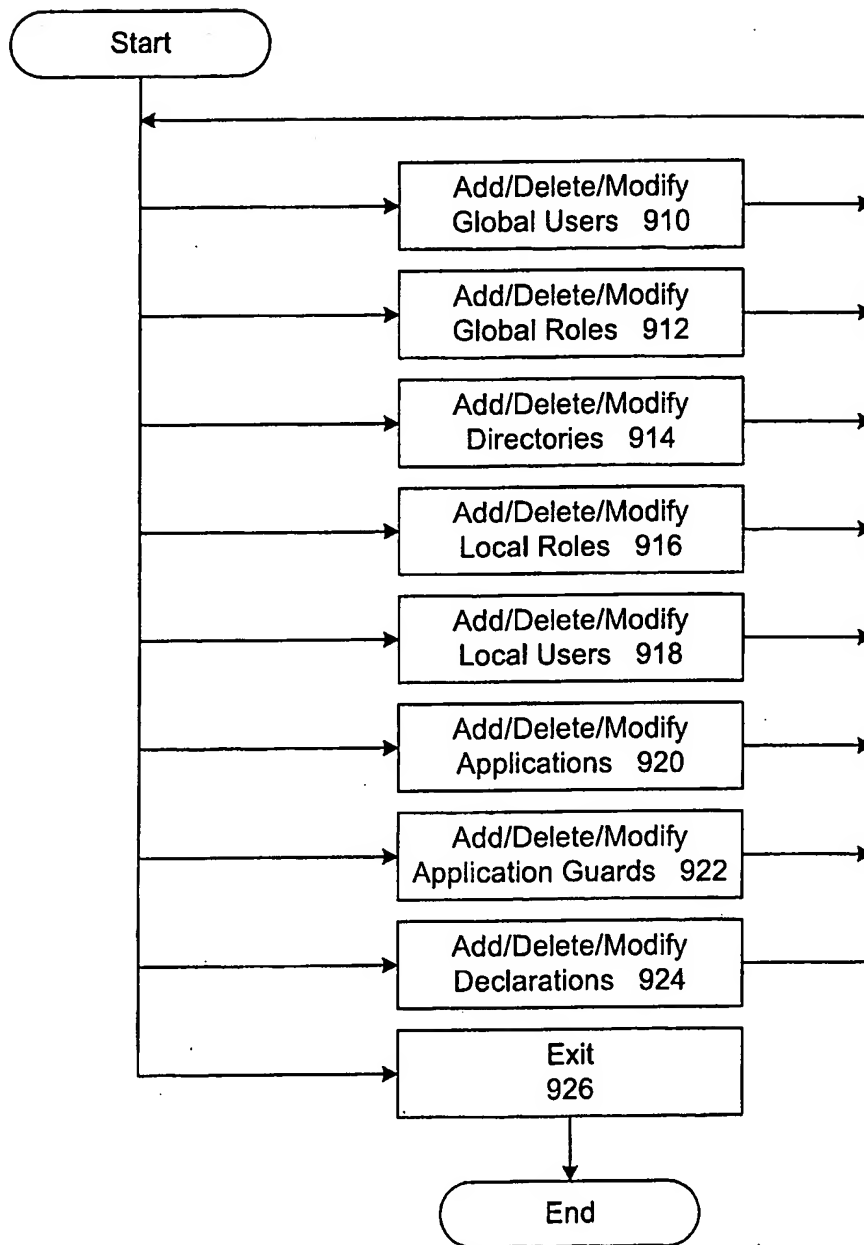 Start
Add/Delete/Modify
Global Users 910
Add/Delete/Modify
Global Roles 912
Add/Delete/Modify
Directories 914
Add/Delete/Modify
Local Roles 916
Add/Delete/Modify
Local Users 918
Add/Delete/Modify
Applications 920
Add/Delete/Modify
Application Guards 922
Add/Delete/Modify
Declarations 924
Exit
926
End